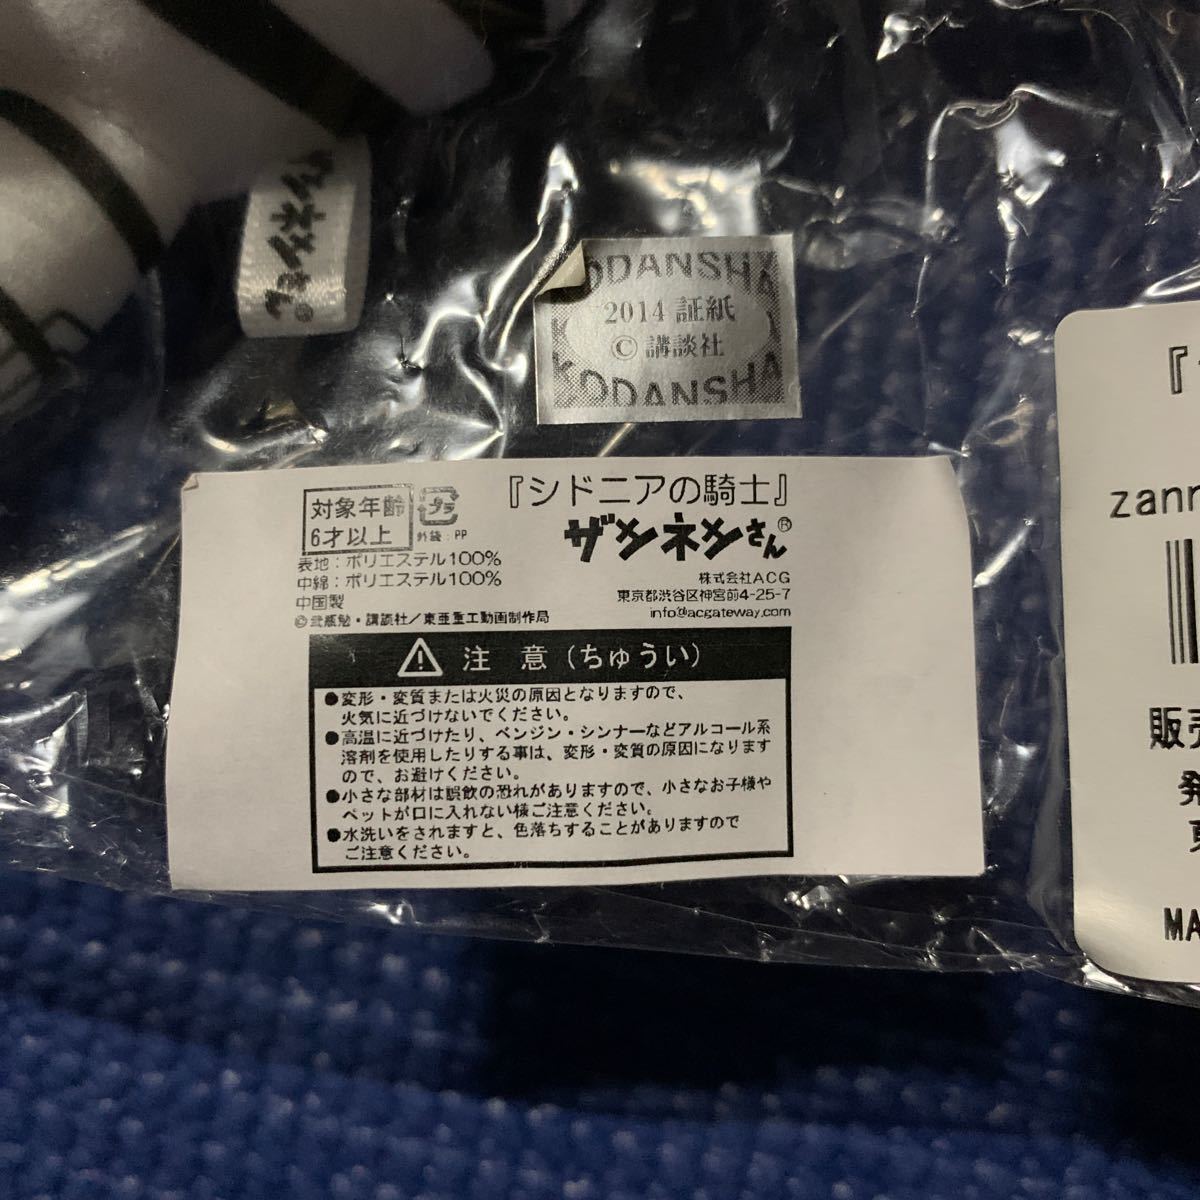 ザンネンさん®
KODANSHA
2014 証紙
© 講談社
KODANSHA
対象年齢
6才以上
プラ
外袋：PP
『シドニアの騎士』
ザンネンさん®
表地：ポリエステル100%
中綿：ポリエステル100%
中国製
©弐瓶勉・講談社／東亜重工動画制作局
株式会社ACG
東京都渋谷区神宮前4-25-7
info@acgateway.com
注　意（ちゅうい）
●変形・変質または火災の原因となりますので、
火気に近づけないでください。
●高温に近づけたり、ベンジン・シンナーなどアルコール系
溶剤を使用したりする事は、変形・変質の原因になります
ので、お避けください。
●小さな部材は誤飲の恐れがありますので、小さなお子様や
ペットが口に入れない様ご注意ください。
●水洗いをされますと、色落ちすることがありますので
ご注意ください。
『
zann
販売
発
東
MA